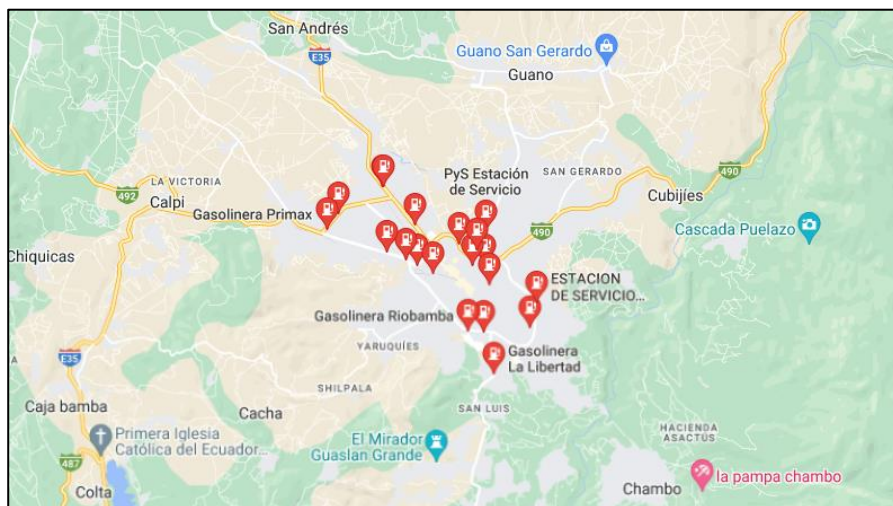 San Andrés
E35
Guano San Gerardo
Guano
490
LA VICTORIA
492
Calpi
PyS Estación
de Servicio
SAN GERARDO
Cubijíes
Gasolinera Primax
490
Cascada Puelazo
Chiquicas
ESTACION
DE SERVICIO...
Gasolinera Riobamba
YARUQUÍES
Gasolinera
La Libertad
E35
SHILPALA
Caja bamba
Cacha
SAN LUIS
Primera Iglesia
Católica del Ecuador...
El Mirador
Guaslan Grande
HACIENDA
ASACTÚS
487
Colta
la pampa chambo
Chambo